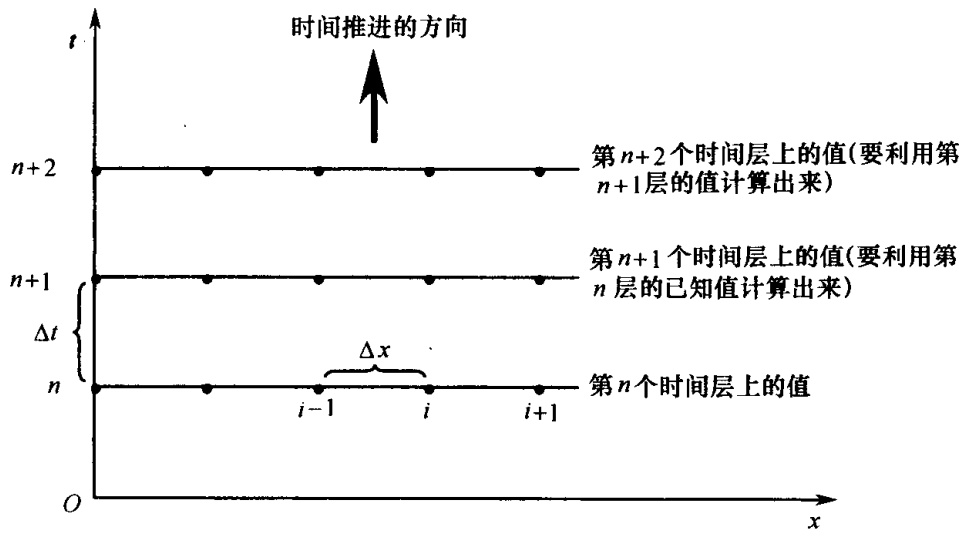 时间推进的方向
t
n+2
第n+2个时间层上的值(要利用第
n+1层的值计算出来)
n+1
第n+1个时间层上的值(要利用第
n层的已知值计算出来)
Δt
Δx
n
第n个时间层上的值
i−1
i
i+1
O
x